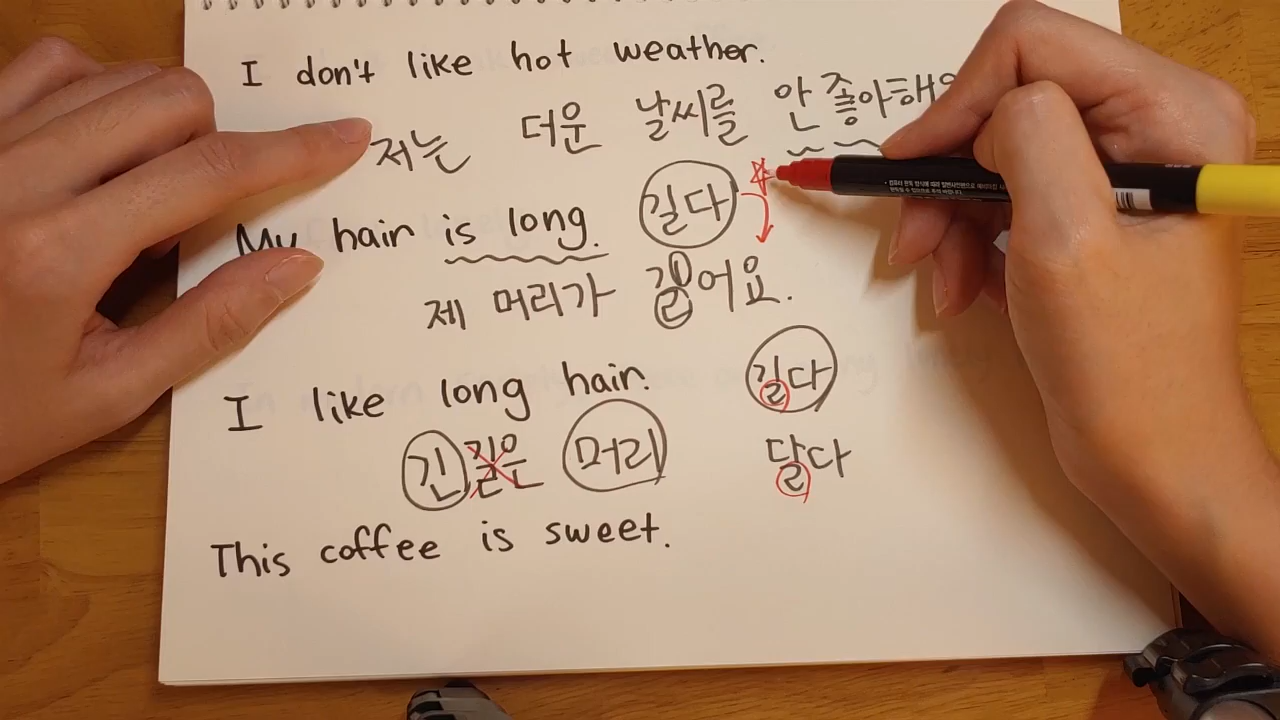 I don't like hot weather.
저는 더운 날씨를 안 좋아해요
My hair is long. 길다
제 머리가 길어요.
I like long hair. 길다
긴 길은 머리 달다
This coffee is sweet.